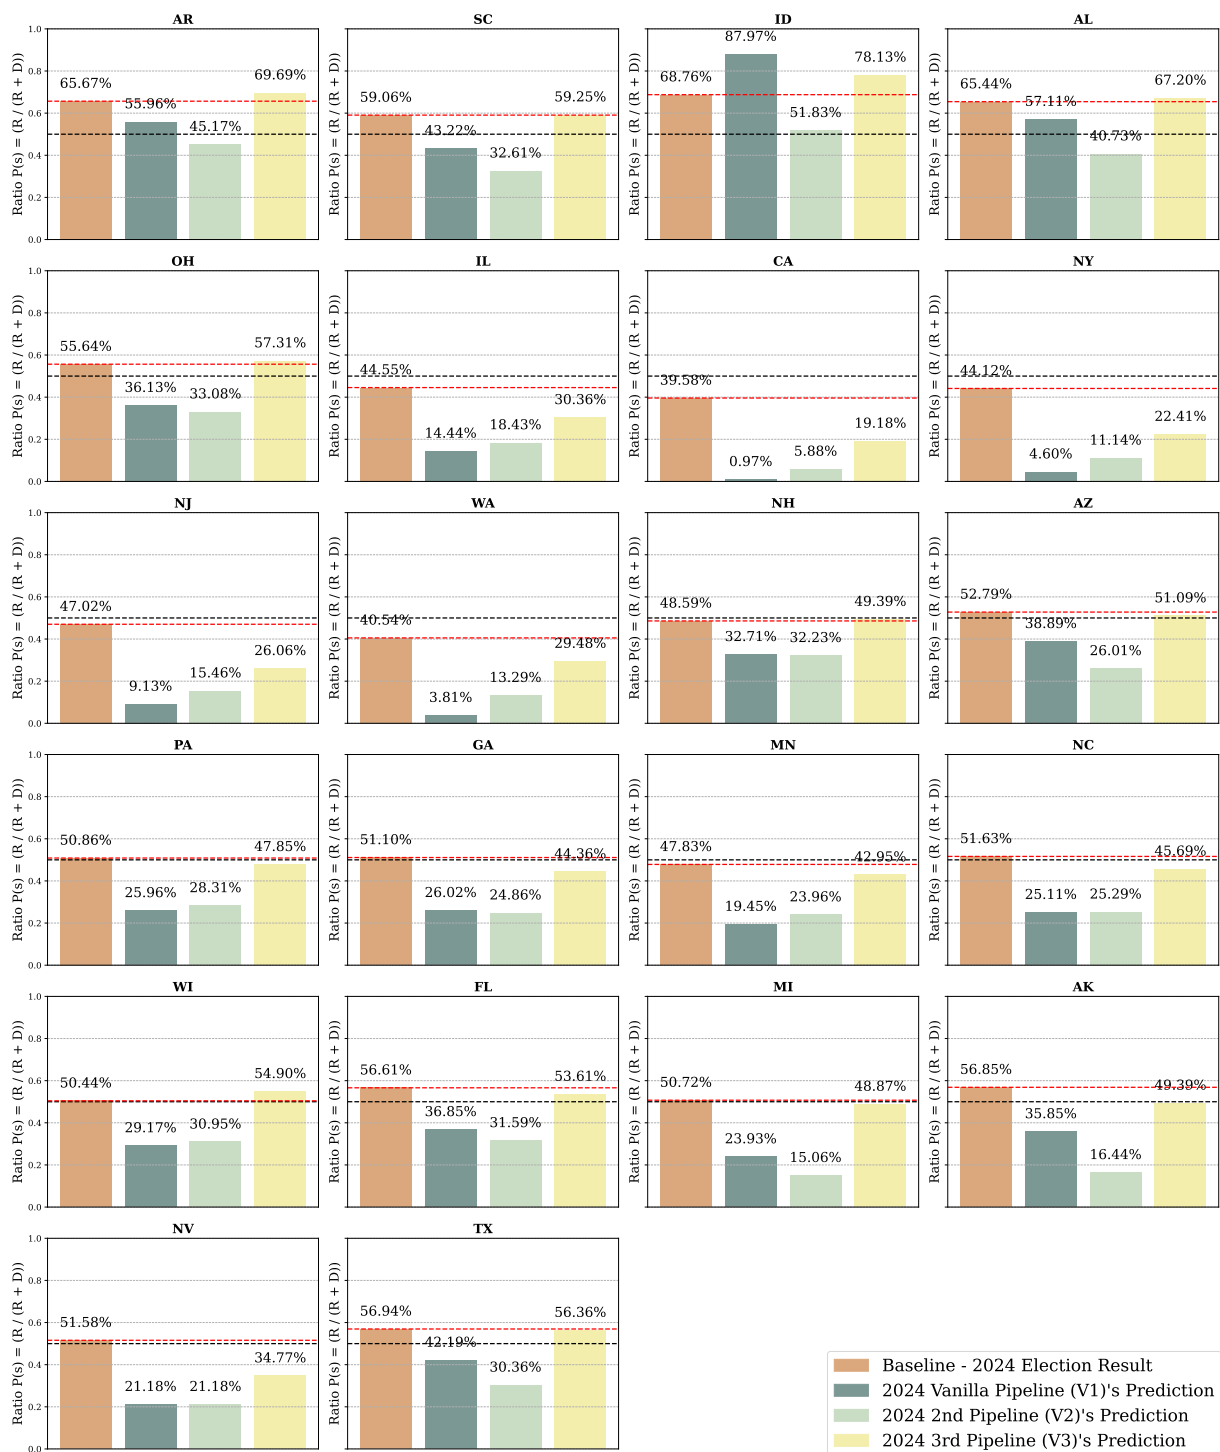 AR
SC
ID
AL
Ratio P(s) = (R / (R + D))
1.0
0.8
0.6
0.4
0.2
0.0
65.67%
55.96%
45.17%
69.69%
Ratio P(s) = (R / (R + D))
59.06%
43.22%
32.61%
59.25%
Ratio P(s) = (R / (R + D))
68.76%
87.97%
51.83%
78.13%
Ratio P(s) = (R / (R + D))
65.44%
57.11%
40.73%
67.20%
OH
IL
CA
NY
Ratio P(s) = (R / (R + D))
1.0
0.8
0.6
0.4
0.2
0.0
55.64%
36.13%
33.08%
57.31%
Ratio P(s) = (R / (R + D))
44.55%
14.44%
18.43%
30.36%
Ratio P(s) = (R / (R + D))
39.58%
0.97%
5.88%
19.18%
Ratio P(s) = (R / (R + D))
44.12%
4.60%
11.14%
22.41%
NJ
WA
NH
AZ
Ratio P(s) = (R / (R + D))
1.0
0.8
0.6
0.4
0.2
0.0
47.02%
9.13%
15.46%
26.06%
Ratio P(s) = (R / (R + D))
40.54%
3.81%
13.29%
29.48%
Ratio P(s) = (R / (R + D))
48.59%
32.71%
32.23%
49.39%
Ratio P(s) = (R / (R + D))
52.79%
38.89%
26.01%
51.09%
PA
GA
MN
NC
Ratio P(s) = (R / (R + D))
1.0
0.8
0.6
0.4
0.2
0.0
50.86%
25.96%
28.31%
47.85%
Ratio P(s) = (R / (R + D))
51.10%
26.02%
24.86%
44.36%
Ratio P(s) = (R / (R + D))
47.83%
19.45%
23.96%
42.95%
Ratio P(s) = (R / (R + D))
51.63%
25.11%
25.29%
45.69%
WI
FL
MI
AK
Ratio P(s) = (R / (R + D))
1.0
0.8
0.6
0.4
0.2
0.0
50.44%
29.17%
30.95%
54.90%
Ratio P(s) = (R / (R + D))
56.61%
36.85%
31.59%
53.61%
Ratio P(s) = (R / (R + D))
50.72%
23.93%
15.06%
48.87%
Ratio P(s) = (R / (R + D))
56.85%
35.85%
16.44%
49.39%
NV
TX
Ratio P(s) = (R / (R + D))
1.0
0.8
0.6
0.4
0.2
0.0
51.58%
21.18%
21.18%
34.77%
Ratio P(s) = (R / (R + D))
56.94%
42.19%
30.36%
56.36%
Baseline - 2024 Election Result
2024 Vanilla Pipeline (V1)'s Prediction
2024 2nd Pipeline (V2)'s Prediction
2024 3rd Pipeline (V3)'s Prediction